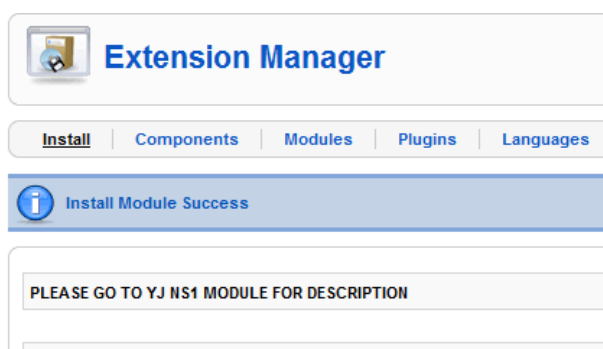 Extension Manager
Install Components Modules Plugins Languages
Install Module Success
PLEASE GO TO YJ NS1 MODULE FOR DESCRIPTION